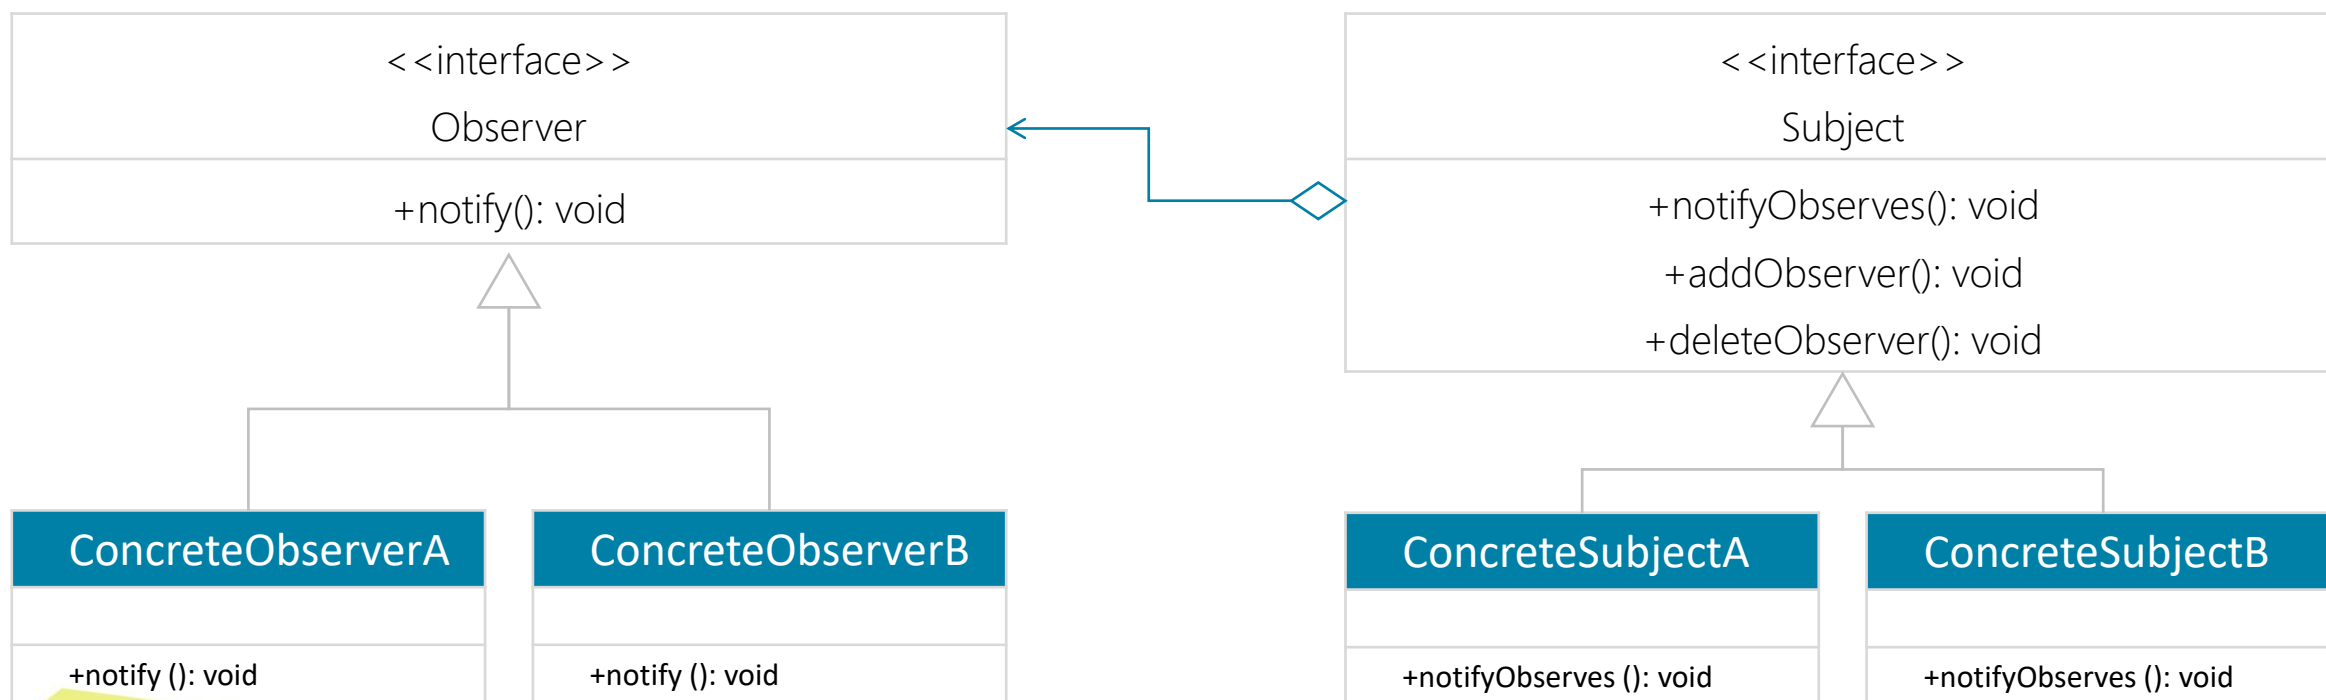 <<interface>>
Observer
+notify(): void
<<interface>>
Subject
+notifyObserves(): void
+addObserver(): void
+deleteObserver(): void
ConcreteObserverA
+notify (): void
ConcreteObserverB
+notify (): void
ConcreteSubjectA
+notifyObserves (): void
ConcreteSubjectB
+notifyObserves (): void